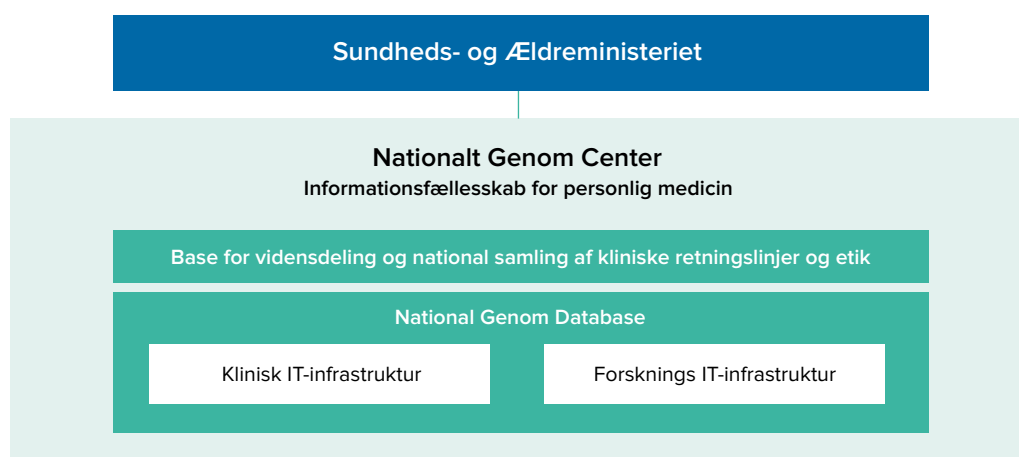 Sundheds- og Ældreministeriet
Nationalt Genom Center
Informationsfællesskab for personlig medicin
Base for vidensdeling og national samling af kliniske retningslinjer og etik
National Genom Database
Klinisk IT-infrastruktur
Forsknings IT-infrastruktur